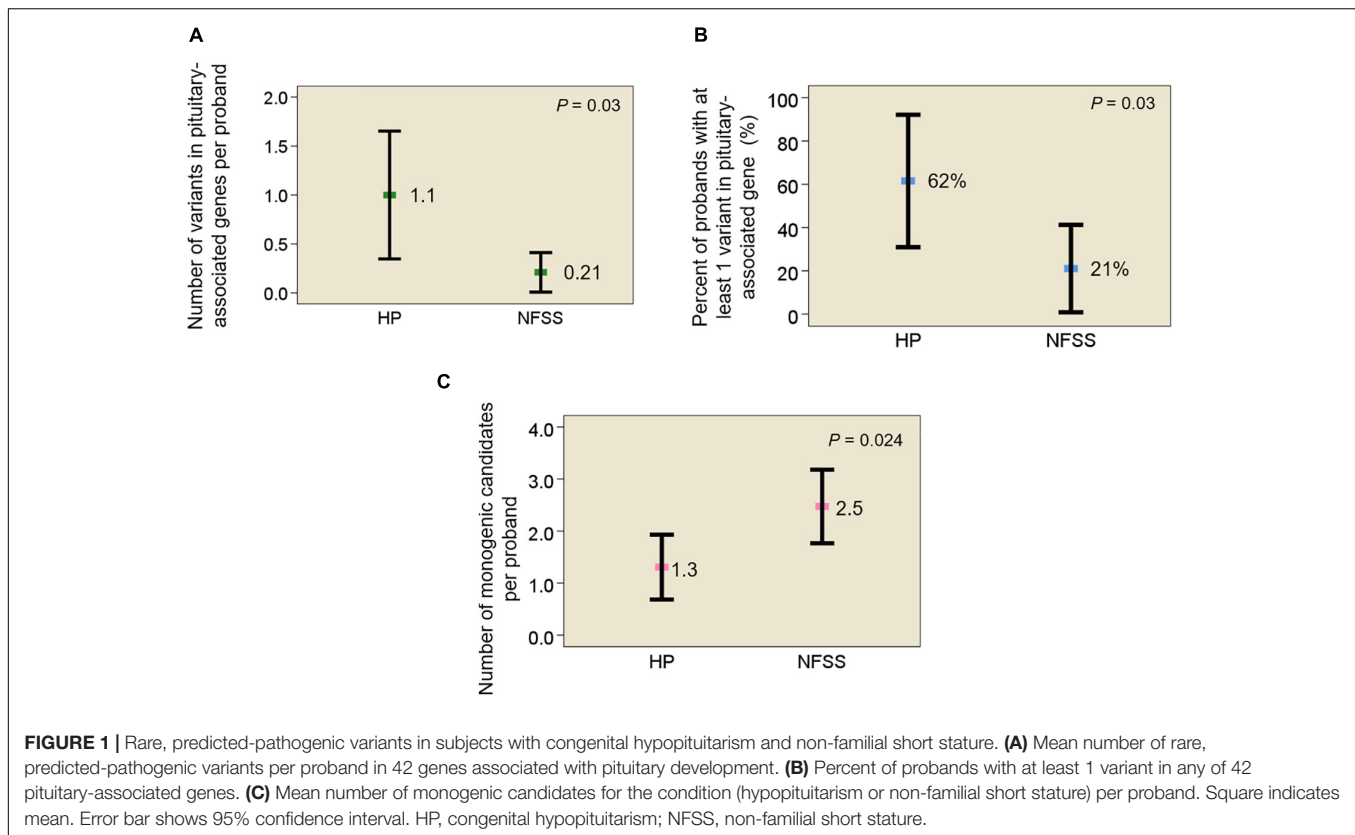 A
Number of variants in pituitary-
associated genes per proband
2.0
1.5
1.0
0.5
0.0
P = 0.03
1.1
0.21
HP
NFSS
B
Percent of probands with at
least 1 variant in pituitary-
associated gene (%)
100
80
60
40
20
0
P = 0.03
62%
21%
HP
NFSS
C
Number of monogenic candidates
per proband
4.0
3.0
2.0
1.0
0.0
P = 0.024
1.3
2.5
HP
NFSS
FIGURE 1 | Rare, predicted-pathogenic variants in subjects with congenital hypopituitarism and non-familial short stature. (A) Mean number of rare,
predicted-pathogenic variants per proband in 42 genes associated with pituitary development. (B) Percent of probands with at least 1 variant in any of 42
pituitary-associated genes. (C) Mean number of monogenic candidates for the condition (hypopituitarism or non-familial short stature) per proband. Square indicates
mean. Error bar shows 95% confidence interval. HP, congenital hypopituitarism; NFSS, non-familial short stature.